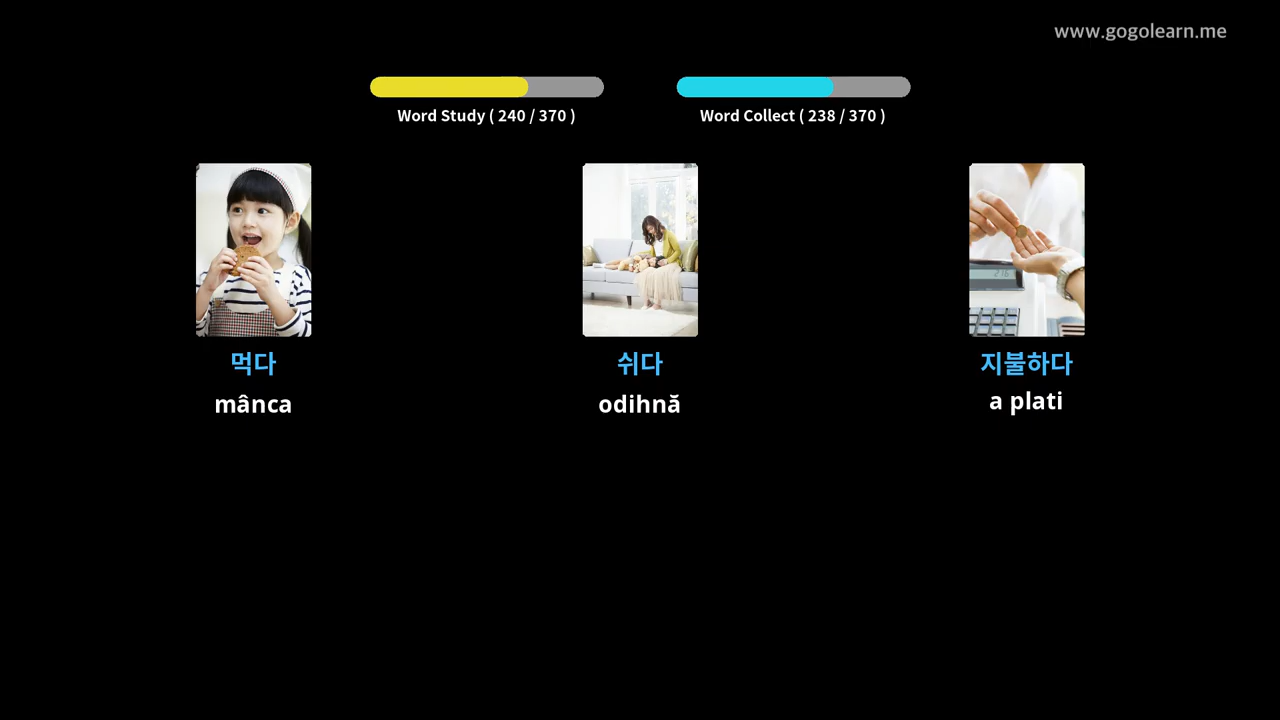 www.gogolearn.me
Word Study ( 240 / 370 )
Word Collect ( 238 / 370 )
먹다
쉬다
지불하다
mânca
odihnă
a plati